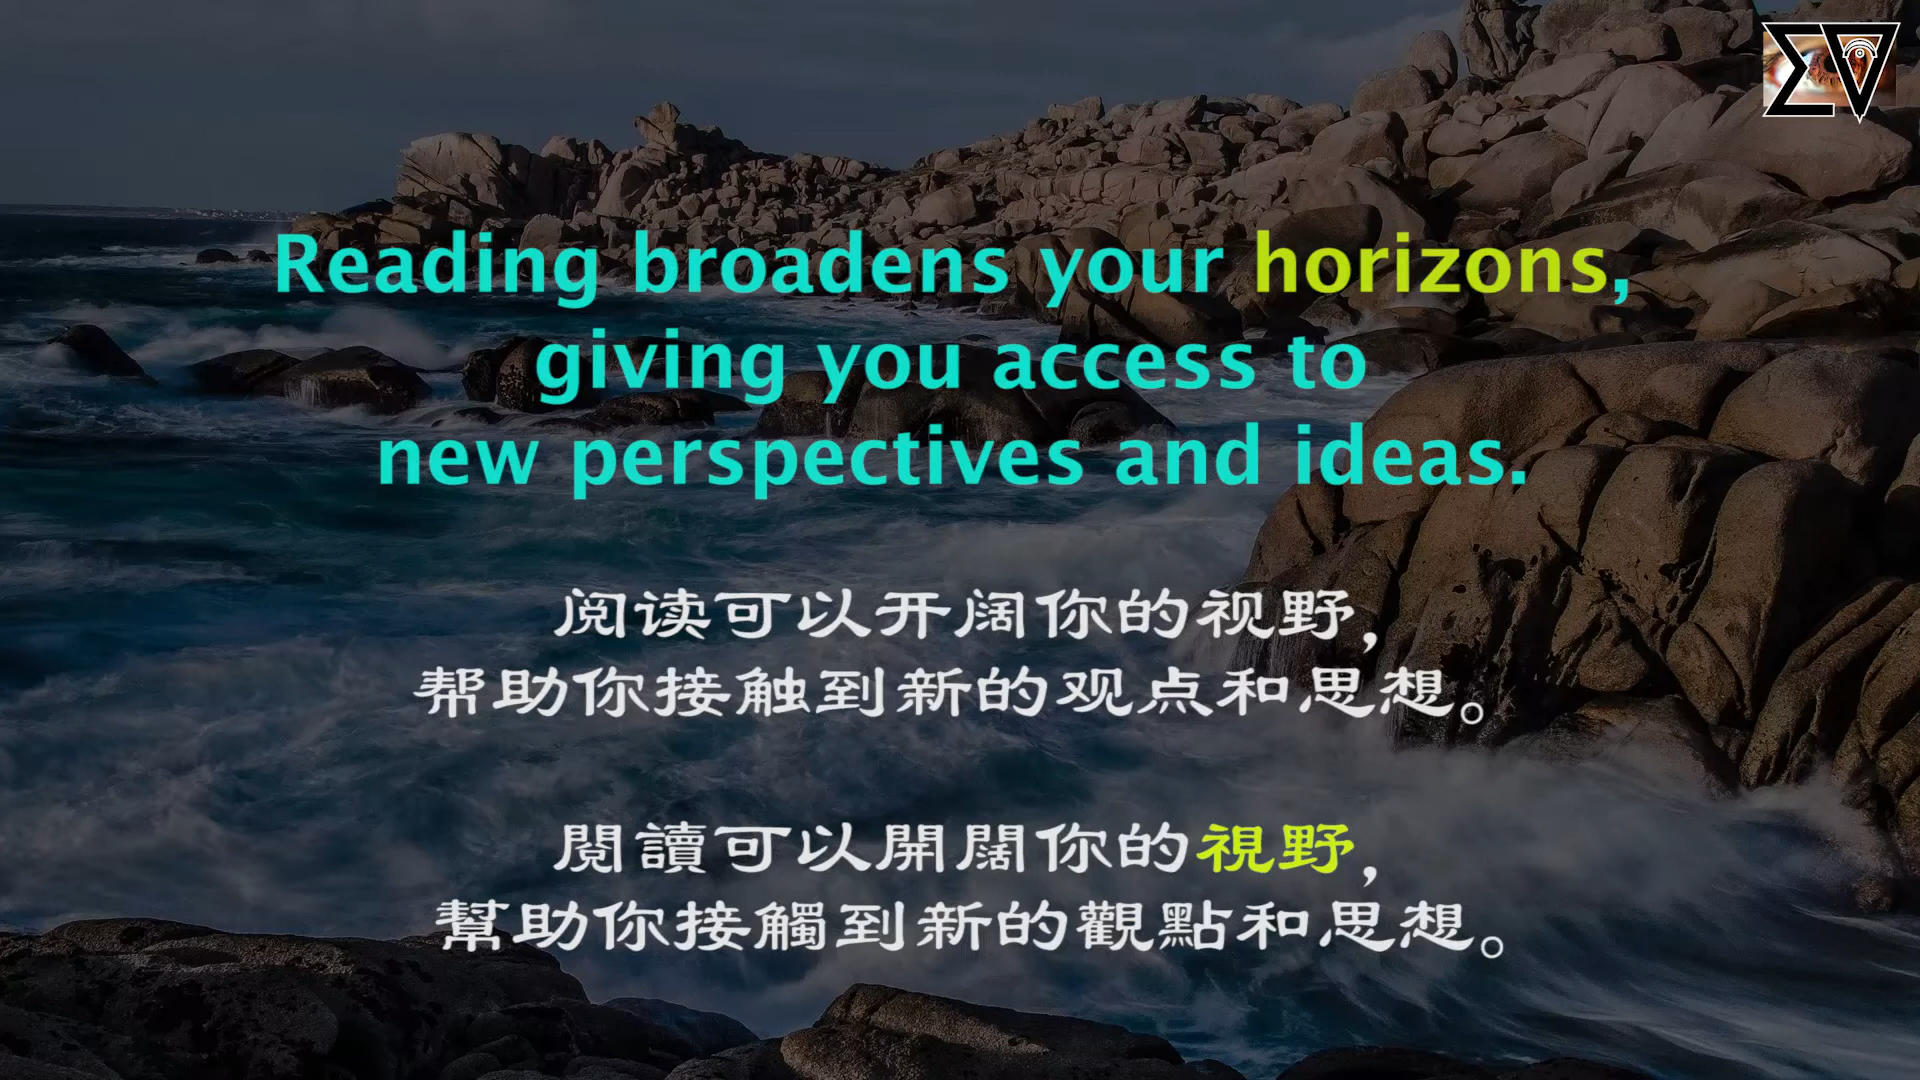 Reading broadens your horizons,
giving you access to
new perspectives and ideas.
阅读可以开阔你的视野,
帮助你接触到新的观点和思想。
閱讀可以開闊你的視野,
幫助你接觸到新的觀點和思想。